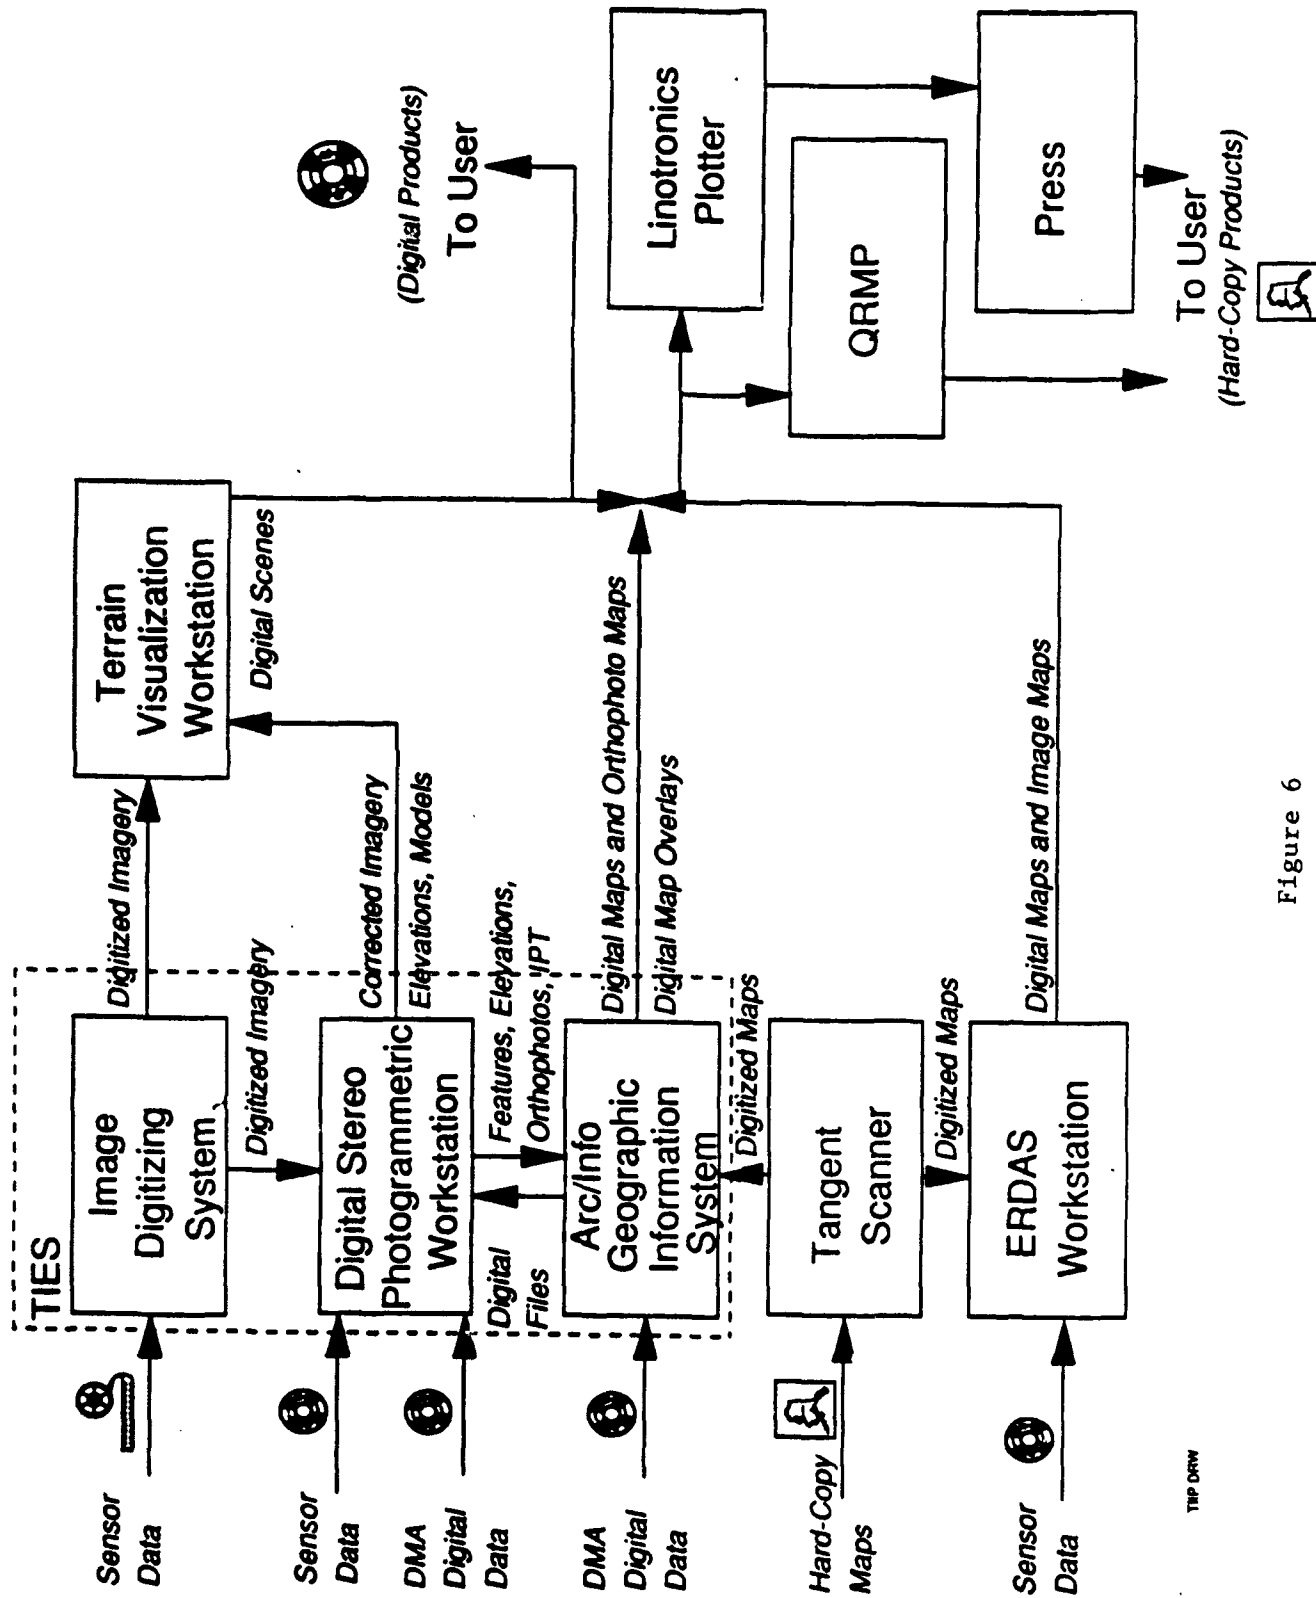 TIES
Sensor
Data
Image
Digitizing
System
Digitized Imagery
Terrain
Visualization
Workstation
Digitized Imagery
Digital Scenes
Sensor
Data
DMA
Digital
Data
Digital Stereo
Photogrammetric
Workstation
Corrected Imagery
Elevations, Models
Digital
Files
Features, Elevations,
Orthophotos, IPT
DMA
Digital
Data
Arc/Info
Geographic
Information
System
Digital Maps and Orthophoto Maps
Digital Map Overlays
Digitized Maps
Hard-Copy
Maps
Tangent
Scanner
Digitized Maps
Sensor
Data
ERDAS
Workstation
Digital Maps and Image Maps
(Digital Products)
To User
Linotronics
Plotter
QRMP
Press
To User
(Hard-Copy Products)
Figure 6